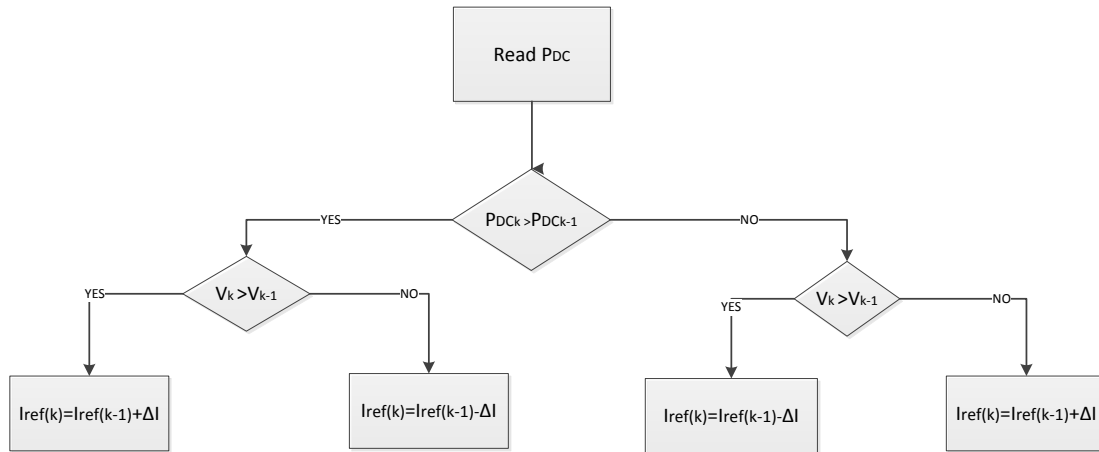 Read PDC
PDCk >PDCk-1
YES
NO
Vk >Vk-1
YES
NO
Vk >Vk-1
YES
NO
Iref(k)=Iref(k-1)+ΔI
Iref(k)=Iref(k-1)-ΔI
Iref(k)=Iref(k-1)-ΔI
Iref(k)=Iref(k-1)+ΔI